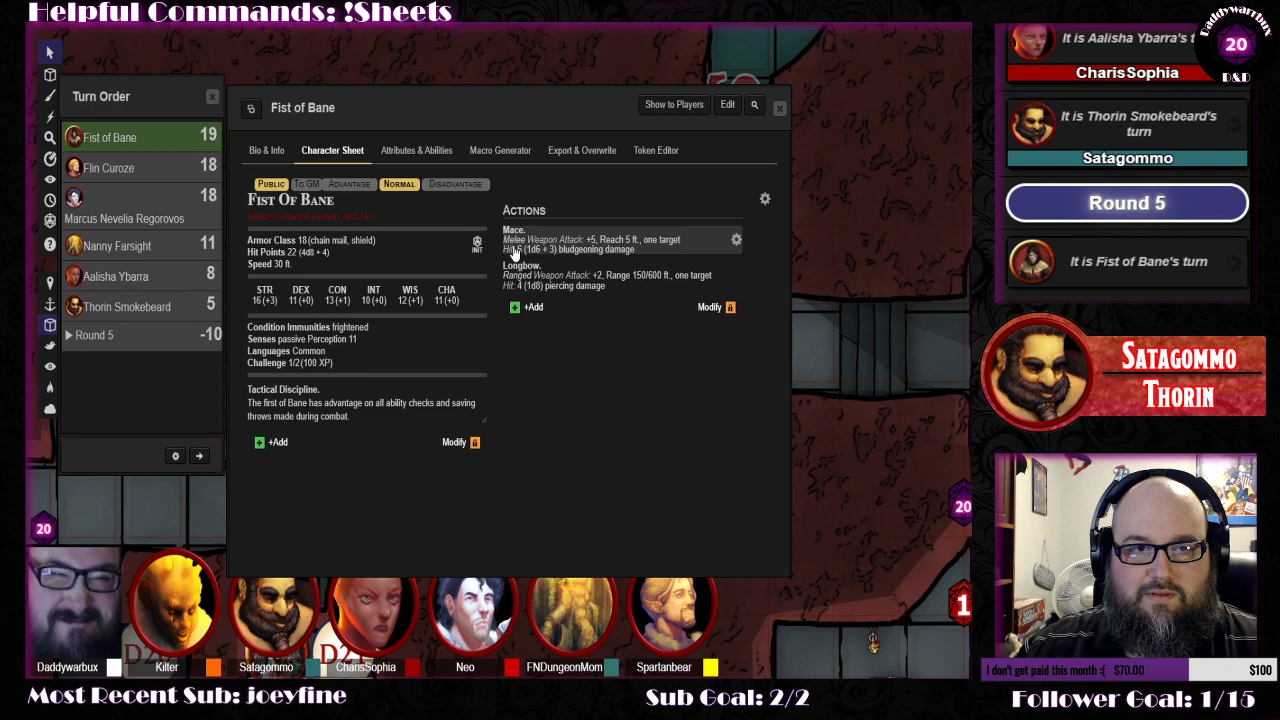 Helpful Commands: !Sheets
Turn Order
Fist of Bane 19
Flin Curoze 18
18
Marcus Nevelia Regorovos
Nanny Farsight 11
Aalisha Ybarra 8
Thorin Smokebeard 5
Round 5 -10
Fist of Bane
Show to Players
Edit
Bio & Info
Character Sheet
Attributes & Abilities
Macro Generator
Export & Overwrite
Token Editor
PUBLIC
TO GM
ADVANTAGE
NORMAL
DISADVANTAGE
FIST OF BANE
Armor Class 18 (chain mail, shield)
Hit Points 22 (4d8 + 4)
Speed 30 ft.
INIT
STR DEX CON INT WIS CHA
16 (+3) 11 (+0) 13 (+1) 10 (+0) 12 (+1) 11 (+0)
Condition Immunities frightened
Senses passive Perception 11
Languages Common
Challenge 1/2 (100 XP)
Tactical Discipline.
The first of Bane has advantage on all ability checks and saving
throws made during combat.
+Add
Modify
ACTIONS
Mace.
Melee Weapon Attack: +5, Reach 5 ft., one target
Hit: 6 (1d6 + 3) bludgeoning damage
Longbow.
Ranged Weapon Attack: +2, Range 150/600 ft., one target
Hit: 4 (1d8) piercing damage
+Add
Modify
It is Aalisha Ybarra's t
CharisSophia
It is Thorin Smokebeard's
turn
Satagommo
Round 5
It is Fist of Bane's turn
Daddywarrbux
20
D&D
SATAGOMMO
THORIN
20
20
1
Daddywarbux
Kilter
Satagommo
CharisSophia
Neo
FNDungeonMom
Spartanbear
I don't get paid this month :( $70.00 $100
Most Recent Sub: joeyfine
Sub Goal: 2/2
Follower Goal: 1/15